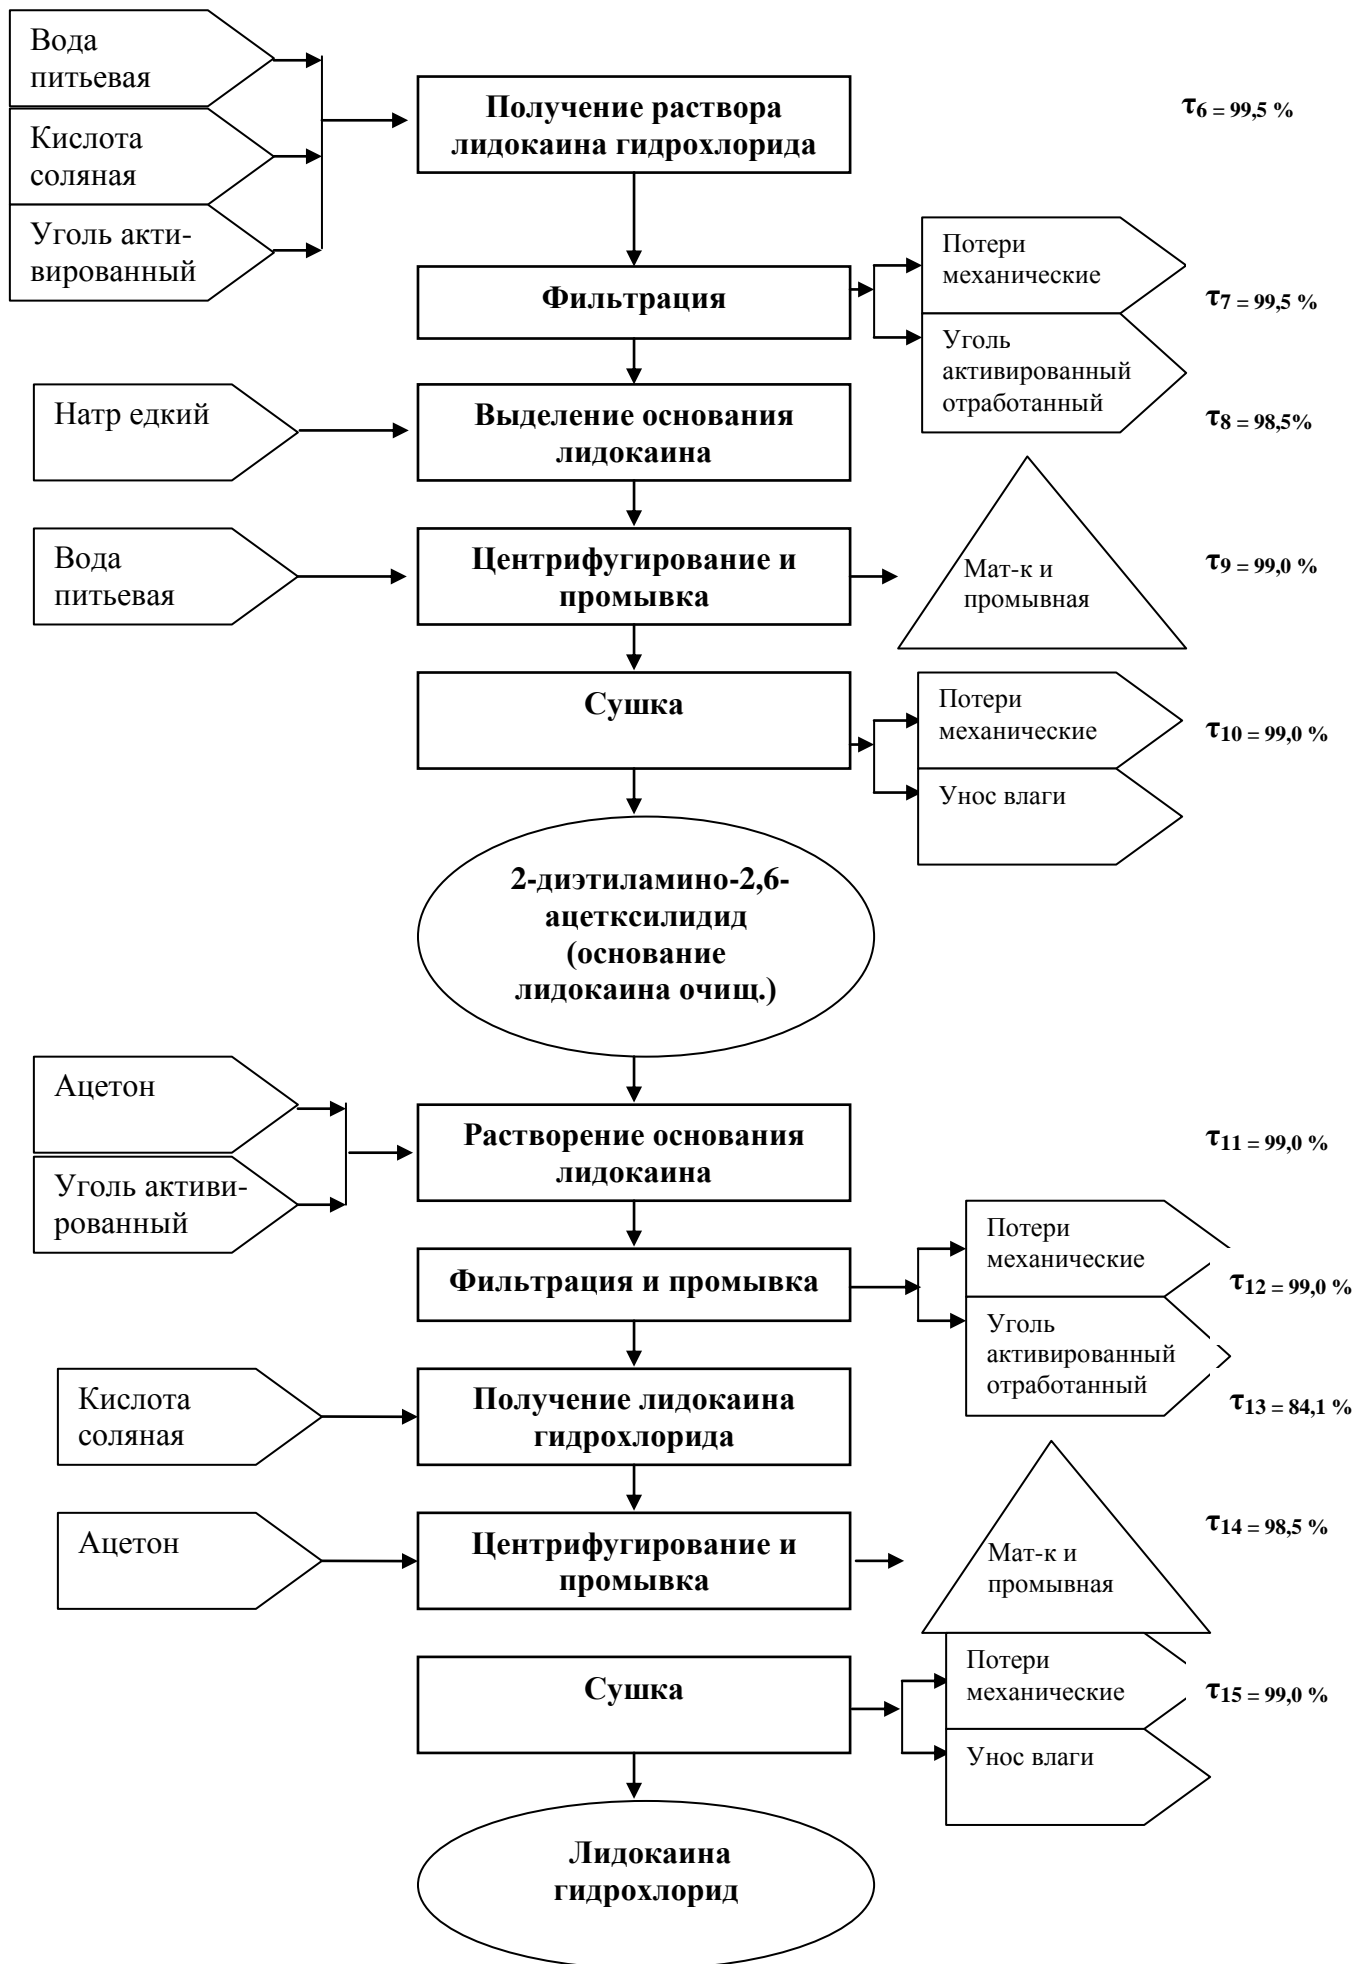 Вода
питьевая
Кислота
соляная
Уголь акти-
вированный
Получение раствора
лидокаина гидрохлорида
τ6 = 99,5 %
Фильтрация
Потери
механические
Уголь
активированный
отработанный
τ7 = 99,5 %
Натр едкий
Выделение основания
лидокаина
τ8 = 98,5%
Вода
питьевая
Центрифугирование и
промывка
Мат-к и
промывная
τ9 = 99,0 %
Сушка
Потери
механические
Унос влаги
τ10 = 99,0 %
2-диэтиламино-2,6-
ацетксилидид
(основание
лидокаина очищ.)
Ацетон
Уголь активи-
рованный
Растворение основания
лидокаина
τ11 = 99,0 %
Фильтрация и промывка
Потери
механические
Уголь
активированный
отработанный
τ12 = 99,0 %
Кислота
соляная
Получение лидокаина
гидрохлорида
τ13 = 84,1 %
Ацетон
Центрифугирование и
промывка
Мат-к и
промывная
τ14 = 98,5 %
Сушка
Потери
механические
Унос влаги
τ15 = 99,0 %
Лидокаина
гидрохлорид